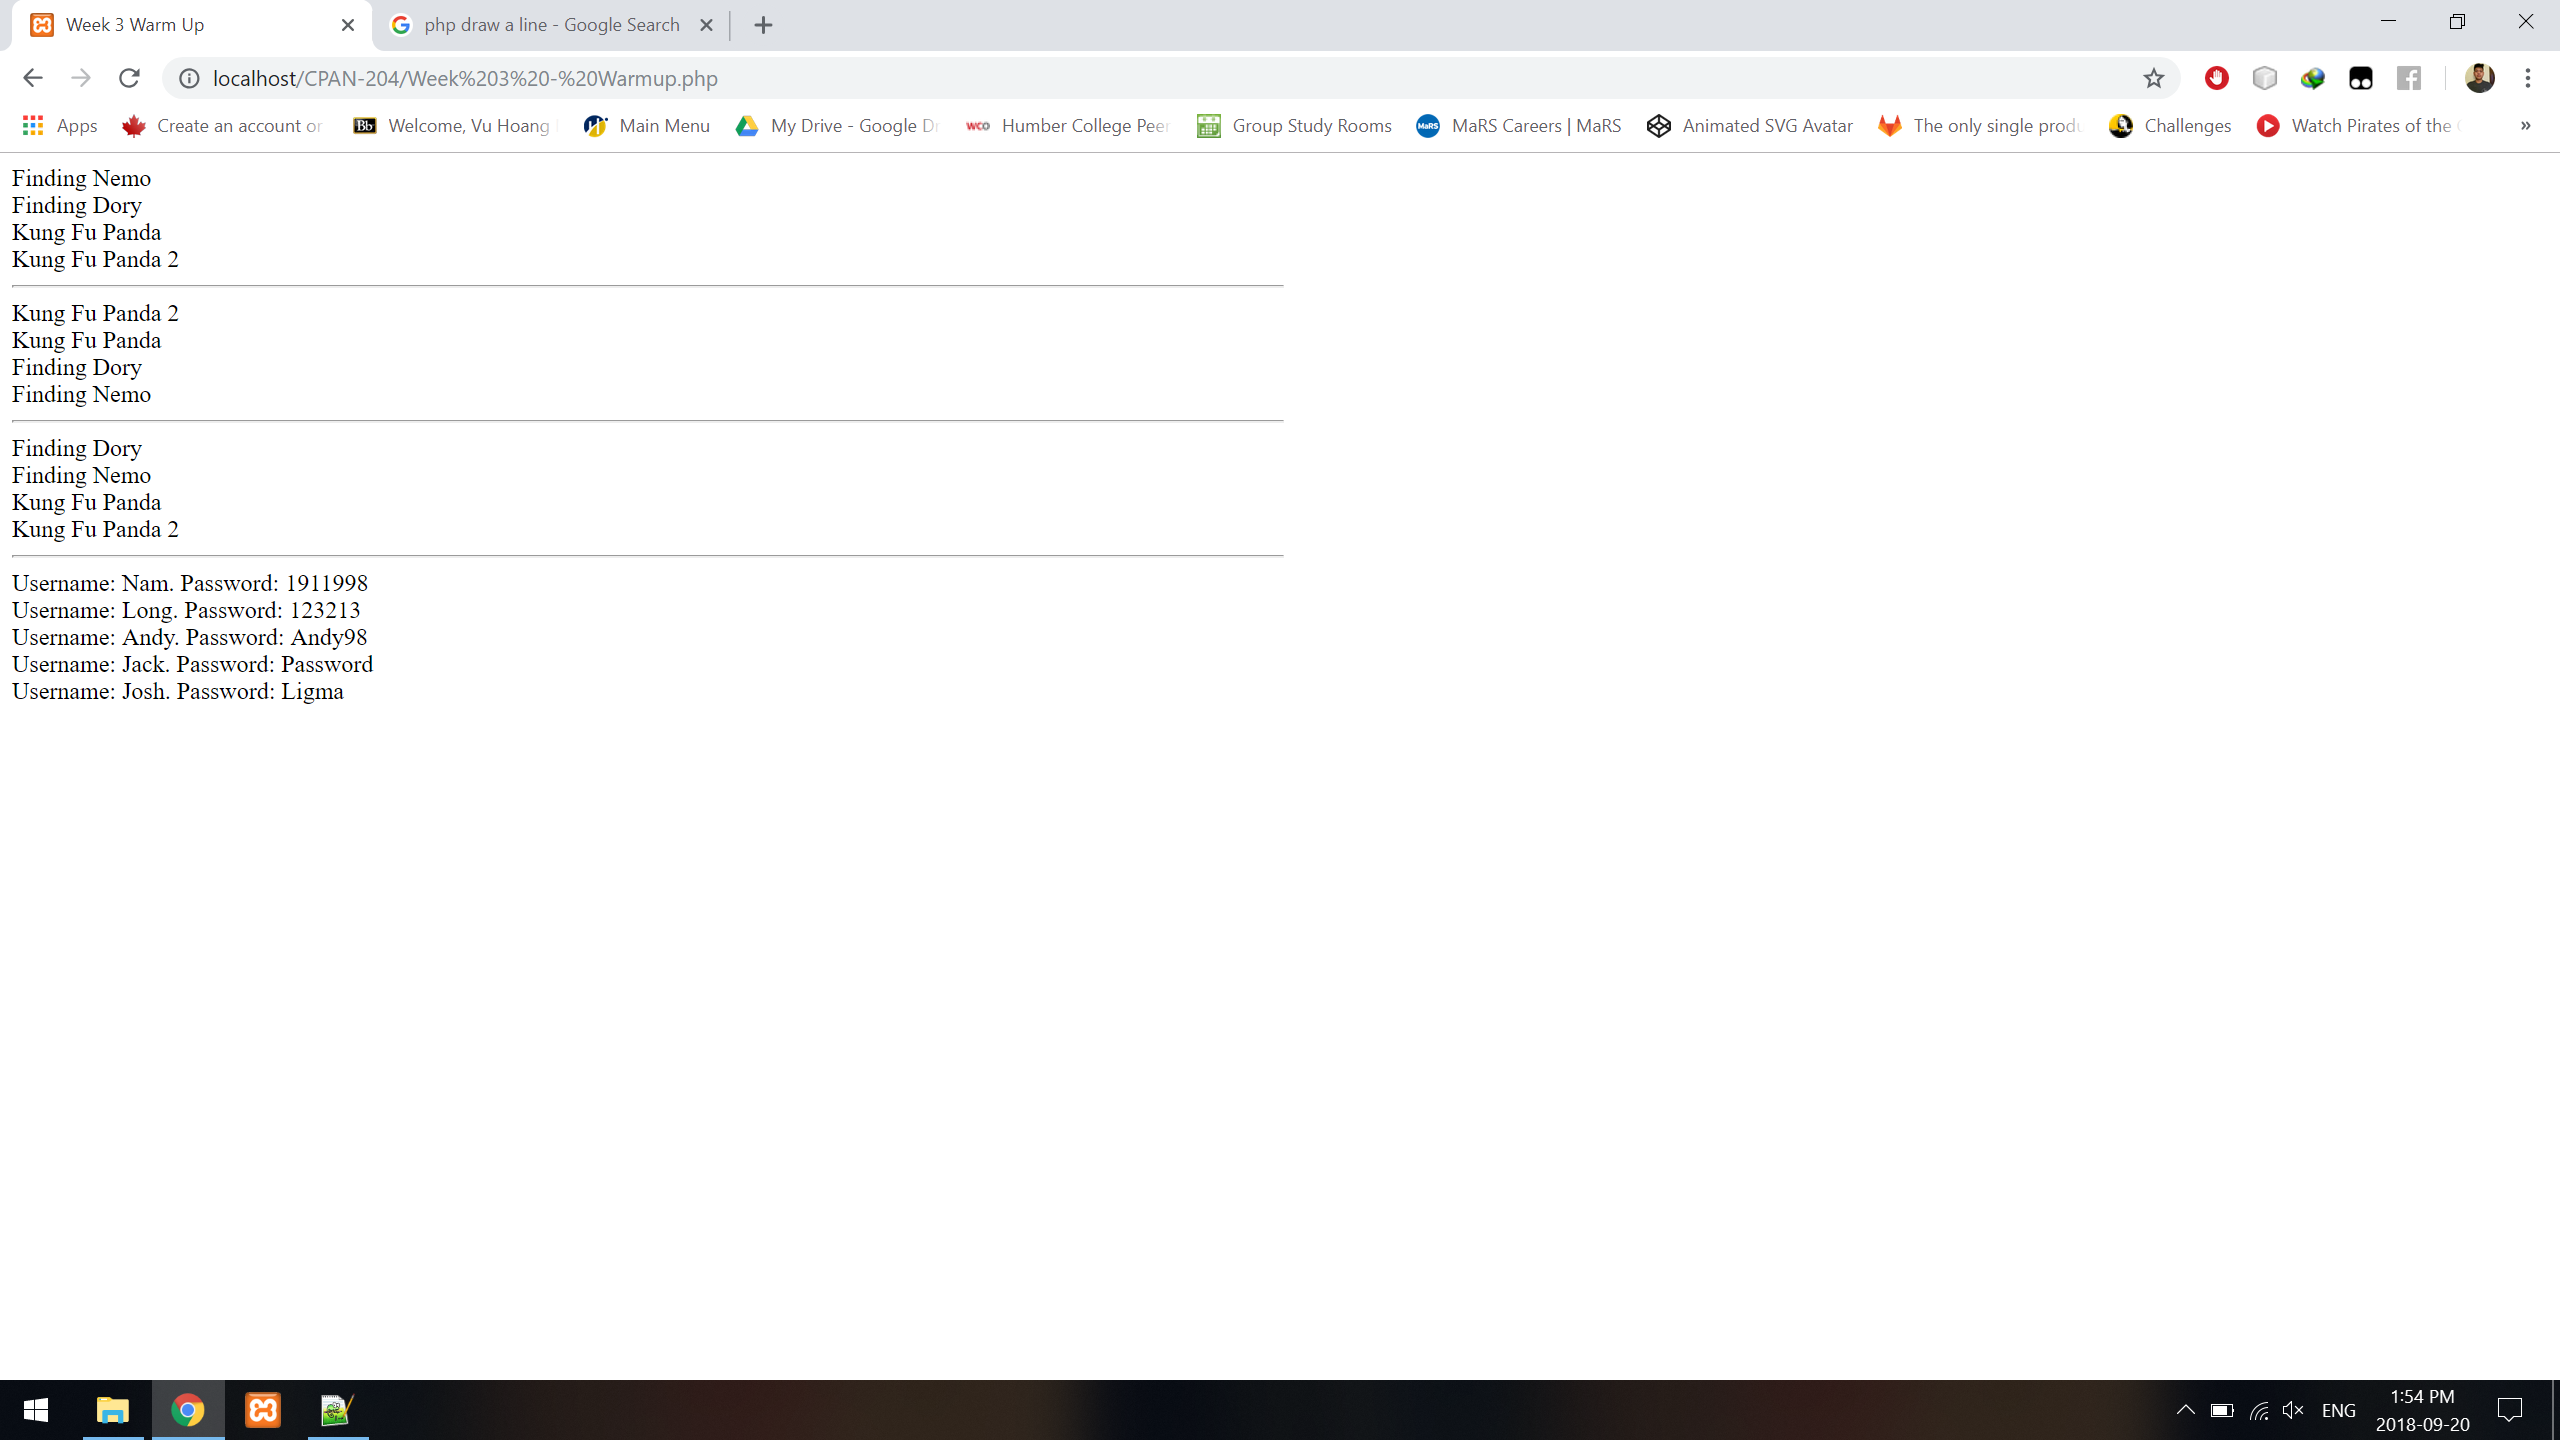 Week 3 Warm Up
php draw a line - Google Search
localhost/CPAN-204/Week%203%20-%20Warmup.php
Apps
Create an account or
Bb Welcome, Vu Hoang
Main Menu
My Drive - Google Dr
WCO Humber College Peer
Group Study Rooms
MaRS MaRS Careers | MaRS
Animated SVG Avatar
The only single produ
Challenges
Watch Pirates of the
Finding Nemo
Finding Dory
Kung Fu Panda
Kung Fu Panda 2
Kung Fu Panda 2
Kung Fu Panda
Finding Dory
Finding Nemo
Finding Dory
Finding Nemo
Kung Fu Panda
Kung Fu Panda 2
Username: Nam. Password: 1911998
Username: Long. Password: 123213
Username: Andy. Password: Andy98
Username: Jack. Password: Password
Username: Josh. Password: Ligma
ENG
1:54 PM
2018-09-20